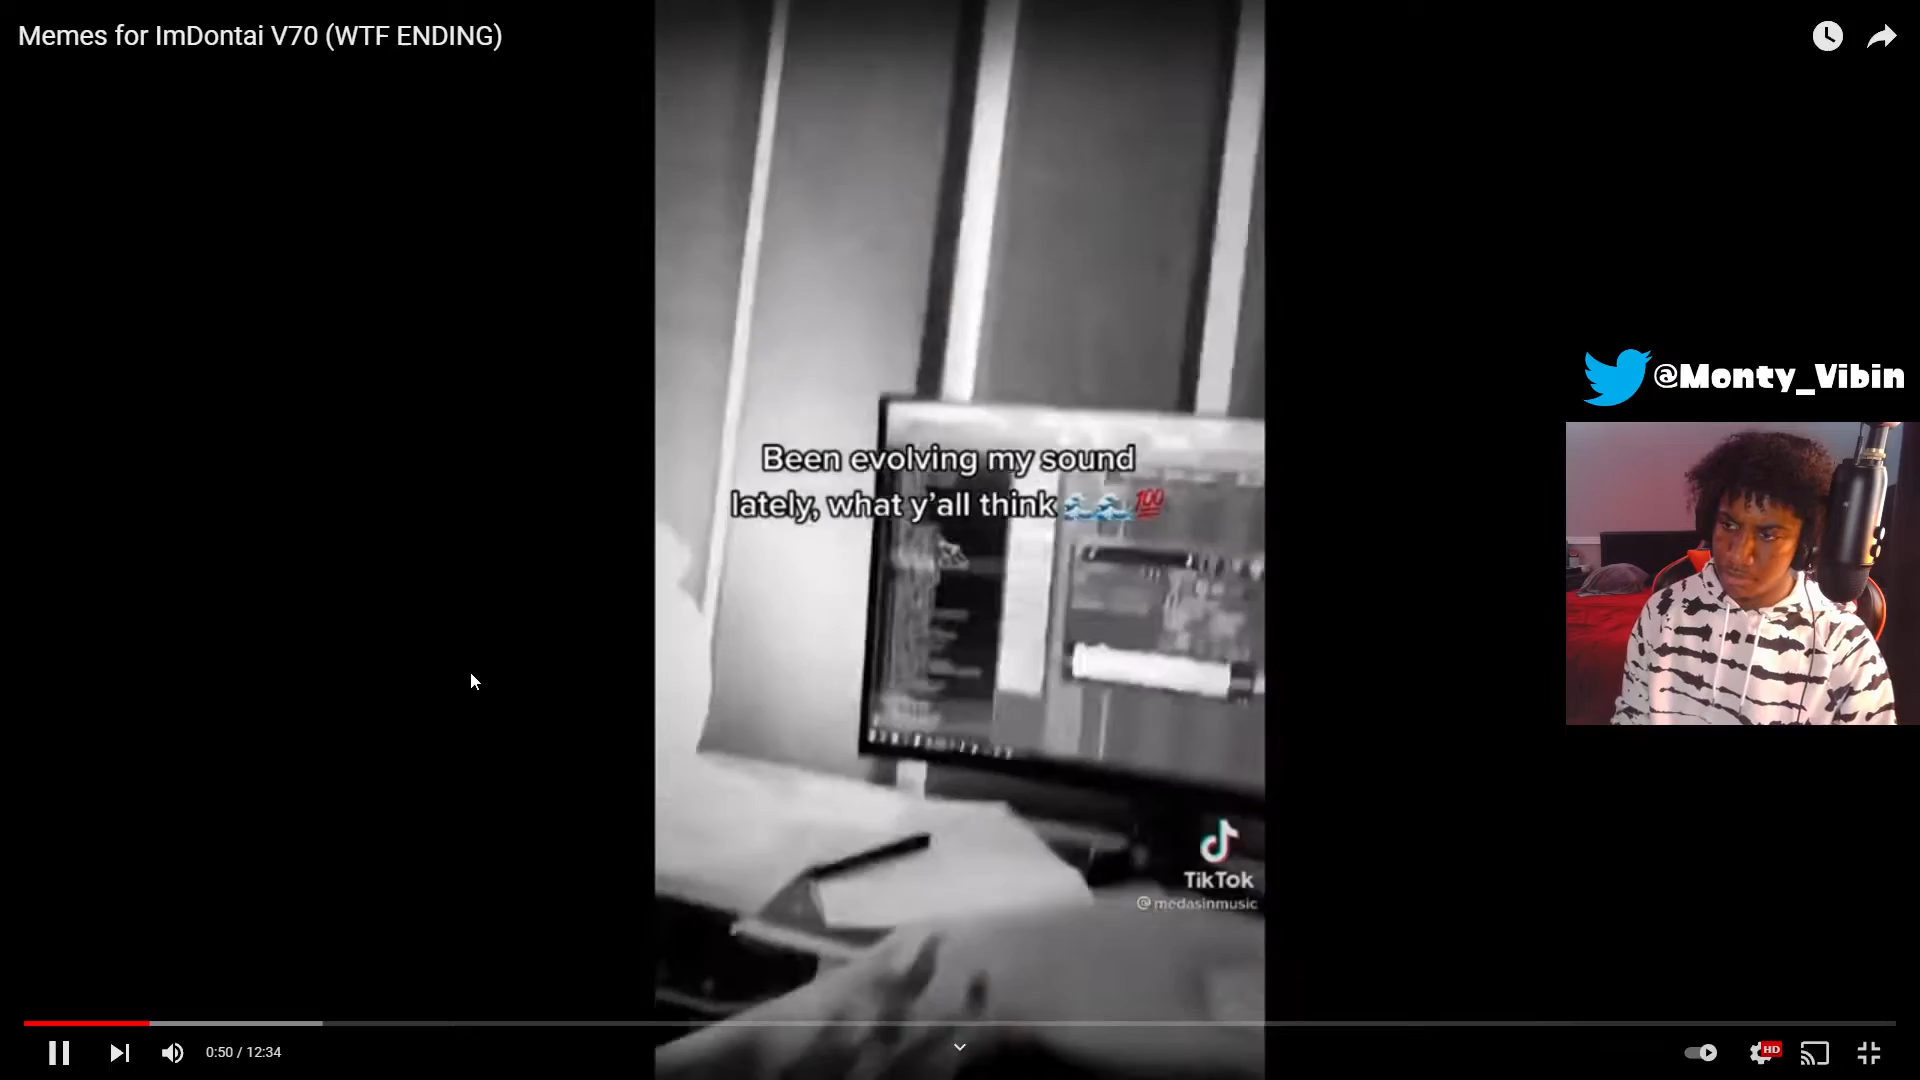 Memes for ImDontai V70 (WTF ENDING)
@Monty_Vibin
Been evolving my sound
lately, what y’all think 🌊🌊💯
TikTok
@medasinmusic
0:50 / 12:34
HD